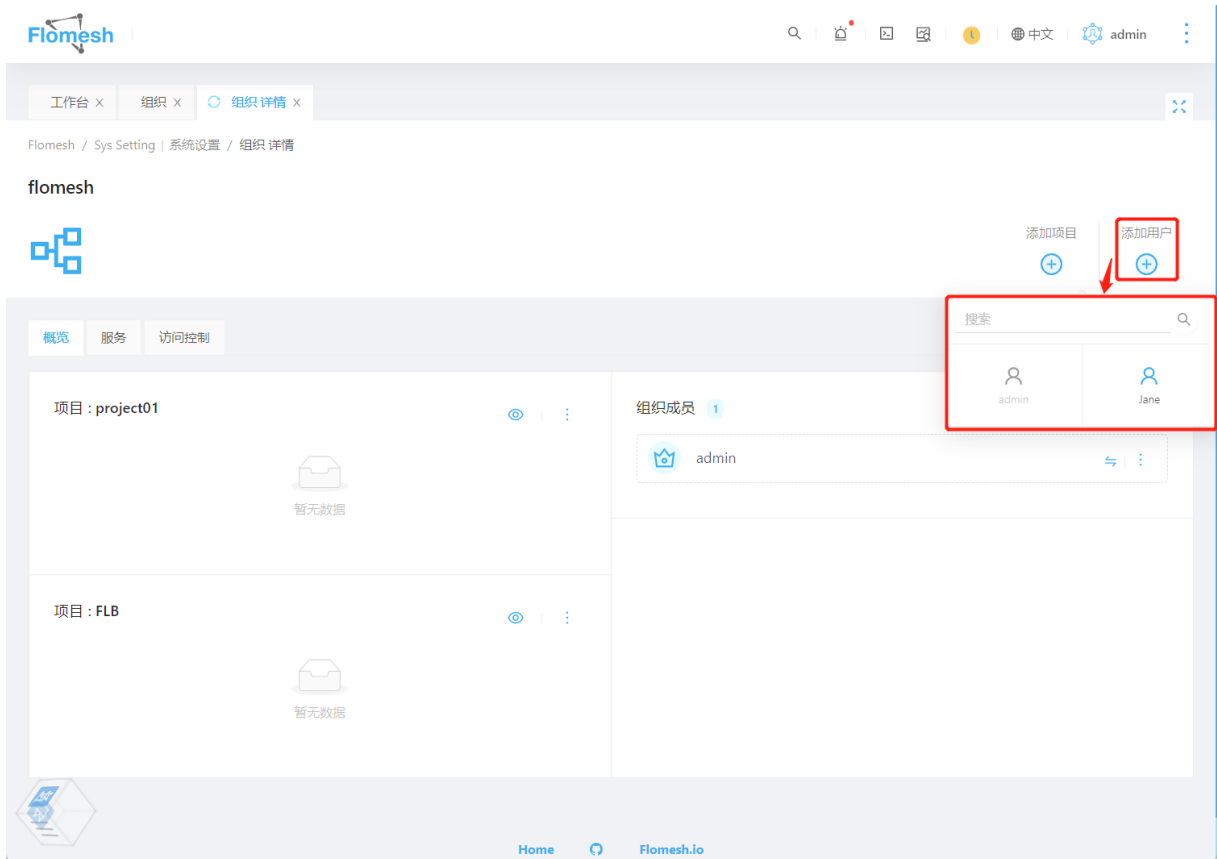 Flomesh
中文
admin
工作台 X
组织 X
组织 详情 X
Flomesh / Sys Setting | 系统设置 / 组织 详情
flomesh
添加项目
添加用户
搜索
admin
Jane
概览
服务
访问控制
项目 : project01
暂无数据
组织成员 1
admin
项目 : FLB
暂无数据
Home
Flomesh.io